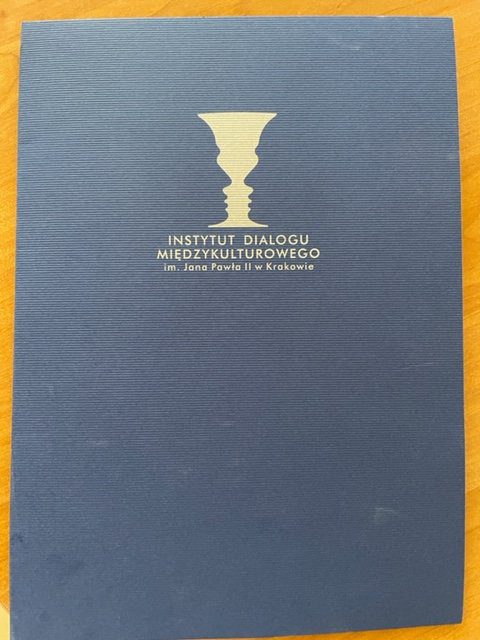 INSTYTUT DIALOGU
MIĘDZYKULTUROWEGO
im. Jana Pawła II w Krakowie